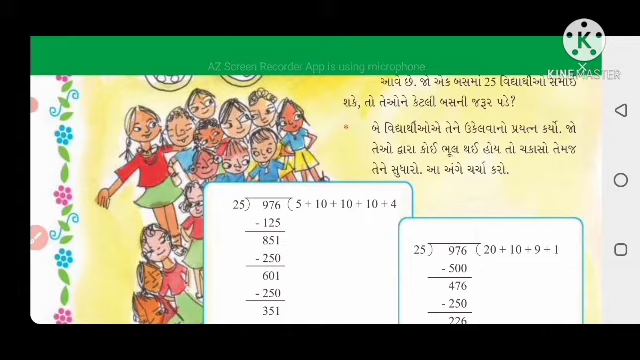 AZ Screen Recorder App is using microphone
K
KINEMASTER
આવે છે. જો એક બસમાં 25 વિદ્યાર્થીઓ સમાઈ
શકે, તો તેઓને કેટલી બસની જરૂર પડે?
* બે વિદ્યાર્થીઓએ તેને ઉકેલવાનો પ્રયત્ન કર્યો. જો
તેઓ દ્વારા કોઈ ભૂલ થઈ હોય તો ચકાસો તેમજ
તેને સુધારો. આ અંગે ચર્ચા કરો.
25) 976 (5 + 10 + 10 + 10 + 4
- 125
851
- 250
601
- 250
351
25) 976 (20 + 10 + 9 + 1
- 500
476
- 250
226